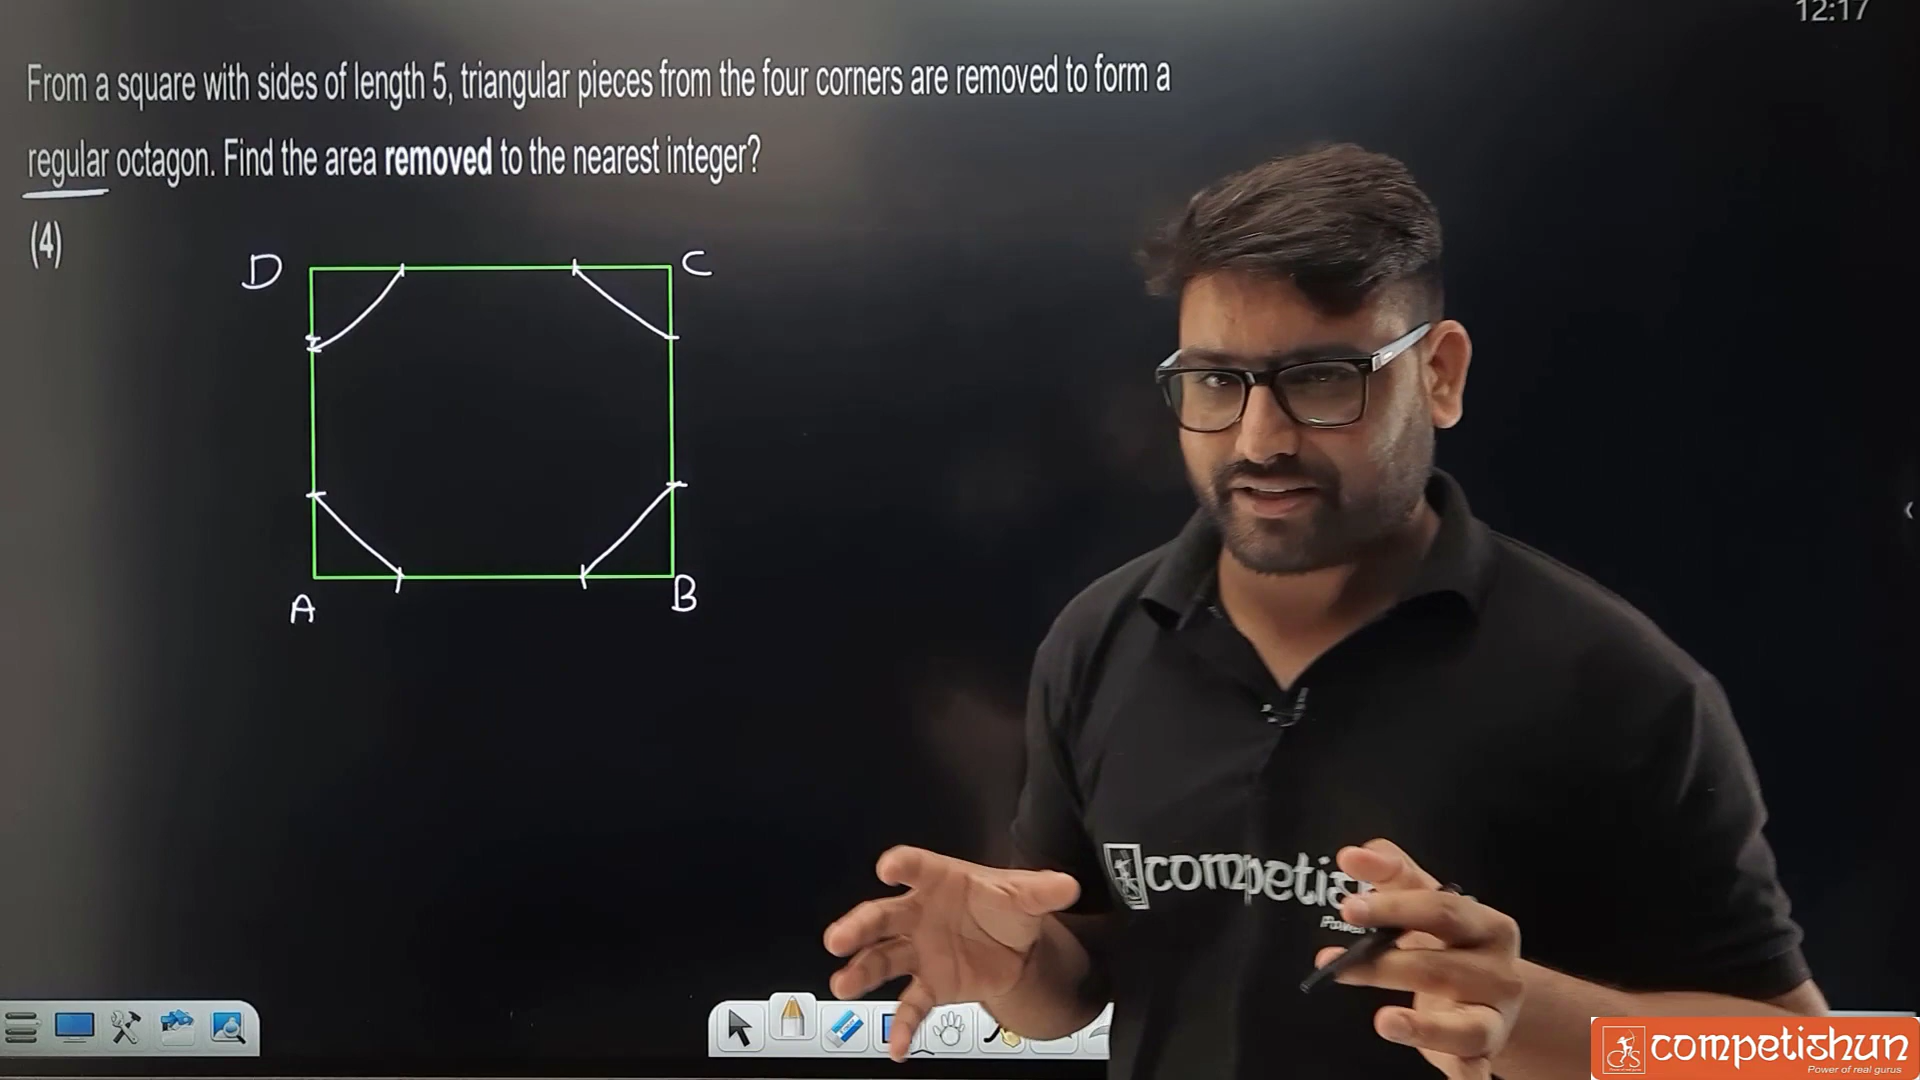 12:17
From a square with sides of length 5, triangular pieces from the four corners are removed to form a
regular octagon. Find the area removed to the nearest integer?
(4)
D
C
A
B
competis
competishun
Power of real gurus